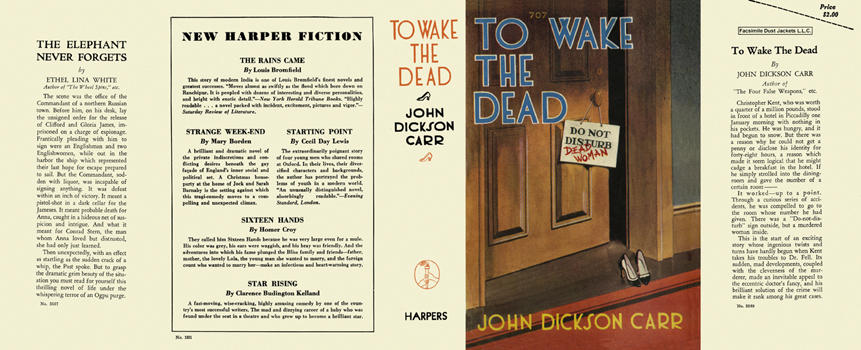 THE ELEPHANT
NEVER FORGETS
by
ETHEL LINA WHITE
Author of "The Wheel Spins," etc.
The scene was the office of the
Commandant of a northern Russian
town. Before him, on his desk, lay
the unsigned order for the release
of Clifford and Gloria James, im-
prisoned on a charge of espionage.
Frantically pleading with him to
sign were an Englishman and two
Englishwomen, while out in the
harbor the ship which represented
their last hope for escape prepared
to sail. But the Commandant, sod-
den with liquor, was incapable of
signing anything. It was defeat
within an inch of victory. It meant a
pistol-shot in a dark cellar for the
Jameses. It meant probable death for
Anna, caught in a hideous net of sus-
picion and intrigue. And what it
meant for Conrad Stern, the man
whom Anna loved but distrusted,
she had only just learned.
Then unexpectedly, with an effect
as startling as the sudden crack of a
whip, the Past spoke. But to grasp
the dramatic grim beauty of the situ-
ation you must read for yourself this
thrilling novel of life under the
whispering terror of an Ogpu purge.
No. 3507
NEW HARPER FICTION
THE RAINS CAME
By Louis Bromfield
This story of modern India is one of Louis Bromfield's finest novels and
greatest successes. "Moves almost as swiftly as the flood which bore down on
Ranchipur. It is peopled with dozens of interesting and diverse personalities,
and bright with exotic detail."—New York Herald Tribune Books. "Highly
readable . . . a novel packed with incident, excitement, pictures and vigor."—
Saturday Review of Literature.
STRANGE WEEK-END
By Mary Borden
A brilliant and dramatic novel of
the private indiscretions and con-
flicting desires beneath the gay
façade of England's inner social and
political set. A Christmas house-
party at the home of Jock and Sarah
Barnaby is the setting against which
this tragi-comedy moves to a com-
pelling and unexpected climax.
STARTING POINT
By Cecil Day Lewis
The extraordinarily poignant story
of four young men who shared rooms
at Oxford. In their lives, their diver-
sified characters and backgrounds,
the author has portrayed the prob-
lems of youth in a modern world.
"An unusually distinguished novel,
absorbingly readable."—Evening
Standard, London.
SIXTEEN HANDS
By Homer Croy
They called him Sixteen Hands because he was very large even for a mule.
His color was grey, his ears were waggish, and his bray was friendly. And the
adventures into which his fame plunged the Bliss family and friends—father,
mother, the lovely Lola, the young man she wanted to marry, and the foreign
count who wanted to marry her—make an infectious and heart-warming story.
STAR RISING
By Clarence Budington Kelland
A fast-moving, wise-cracking, highly amusing comedy by one of the coun-
try's most successful writers. The mad and dizzying career of a baby who was
found under the seat in a theatre and who grew up to become a brilliant star.
No. 3501
TO WAKE
THE
DEAD
JOHN
DICKSON
CARR
HARPERS
707
TO WAKE
THE
DEAD
DO NOT
DISTURB
DEAD
WOMAN
JOHN DICKSON CARR
Price
$2.00
Facsimile Dust Jackets L.L.C.
To Wake The Dead
By
JOHN DICKSON CARR
Author of
"The Four False Weapons," etc.
Christopher Kent, who was worth
a quarter of a million pounds, stood
in front of a hotel in Piccadilly one
January morning with nothing in
his pockets. He was hungry, and it
had begun to snow. But there was
a reason why he could not get a
penny or disclose his identity for
forty-eight hours, a reason which
made it seem logical that he might
cadge a breakfast in the hotel. If
he simply strolled into the dining-
room and gave the number of a
certain room——
It worked—up to a point.
Through a curious series of acci-
dents, he was compelled to go to
the room whose number he had
given. There was a "Do-not-dis-
turb" sign outside, but a murdered
woman inside.
This is the start of an exciting
story whose ingenious twists and
turns have hardly begun when Kent
takes his troubles to Dr. Fell. Its
sudden, mad developments, coupled
with the cleverness of the mur-
derer, made an inevitable appeal to
the eccentric doctor's fancy, and his
brilliant solution of the crime will
make it rank among his great cases.